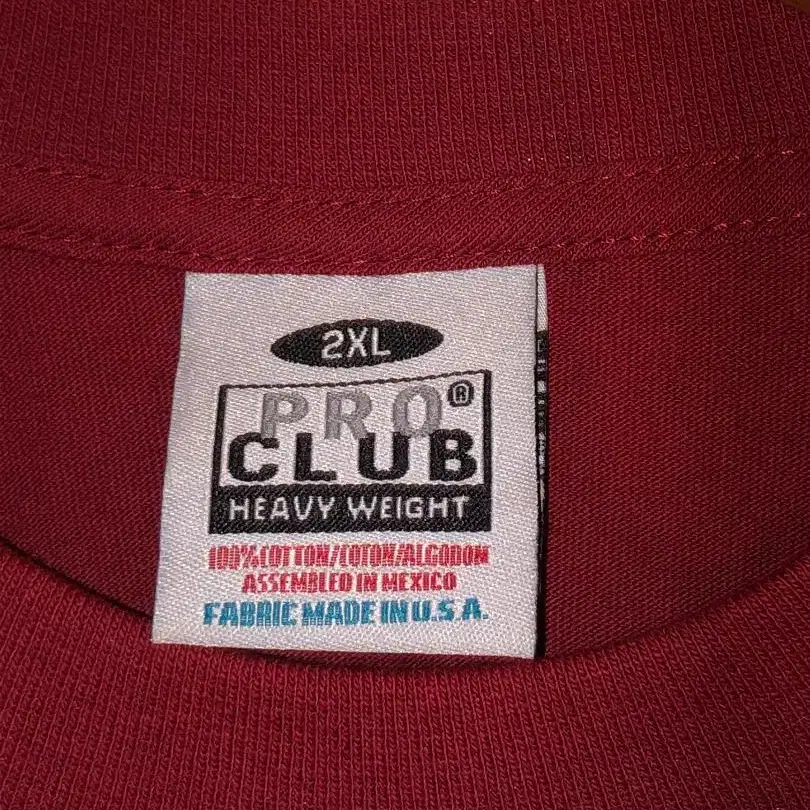 2XL
PRO®
CLUB
HEAVY WEIGHT
100%COTTON/COTON/ALGODON
ASSEMBLED IN MEXICO
FABRIC MADE IN U.S.A.